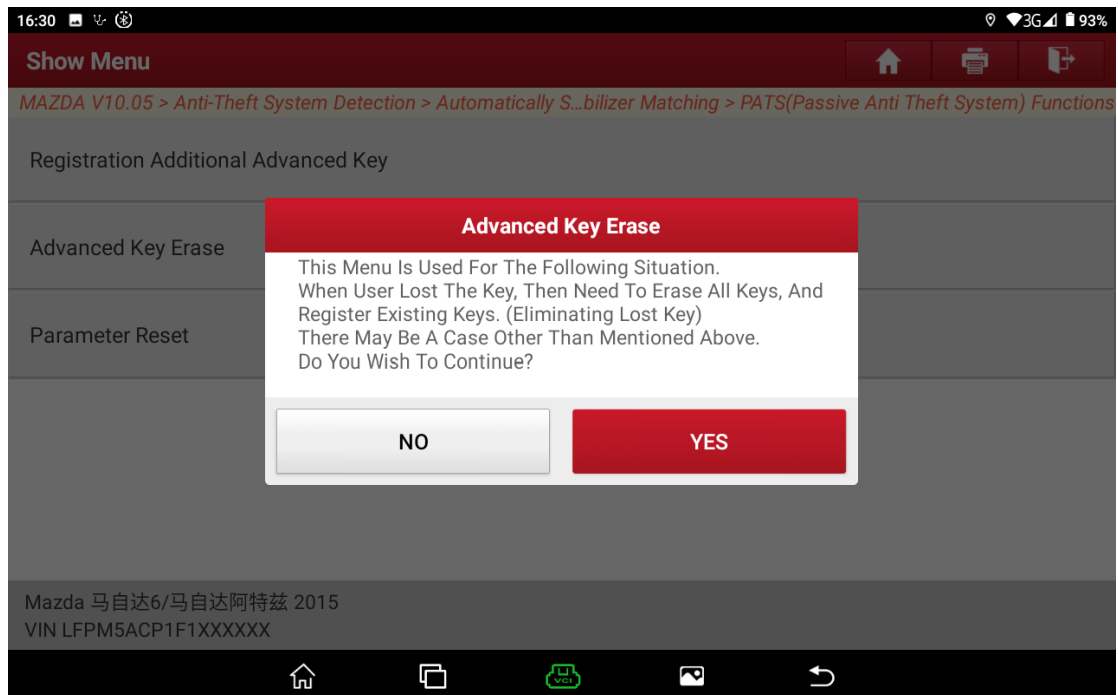 16:30
3G 93%
Show Menu
MAZDA V10.05 > Anti-Theft System Detection > Automatically S...bilizer Matching > PATS(Passive Anti Theft System) Functions
Registration Additional Advanced Key
Advanced Key Erase
Parameter Reset
Advanced Key Erase
This Menu Is Used For The Following Situation.
When User Lost The Key, Then Need To Erase All Keys, And
Register Existing Keys. (Eliminating Lost Key)
There May Be A Case Other Than Mentioned Above.
Do You Wish To Continue?
NO
YES
Mazda 马自达6/马自达阿特兹 2015
VIN LFPM5ACP1F1XXXXXX
VCI